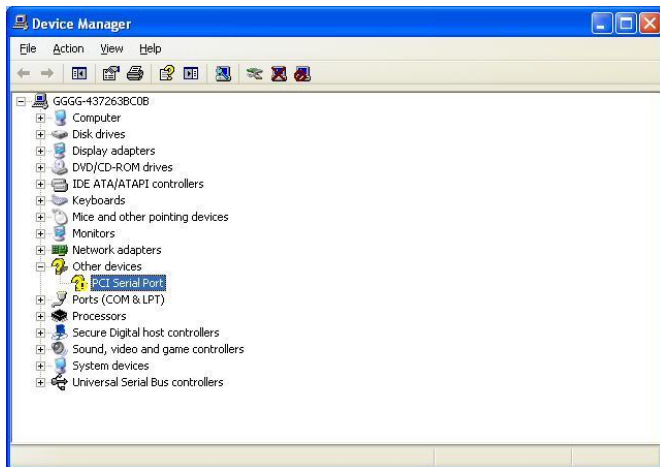 Device Manager
File Action View Help
GGGG-437263BC0B
Computer
Disk drives
Display adapters
DVD/CD-ROM drives
IDE ATA/ATAPI controllers
Keyboards
Mice and other pointing devices
Monitors
Network adapters
Other devices
PCI Serial Port
Ports (COM & LPT)
Processors
Secure Digital host controllers
Sound, video and game controllers
System devices
Universal Serial Bus controllers